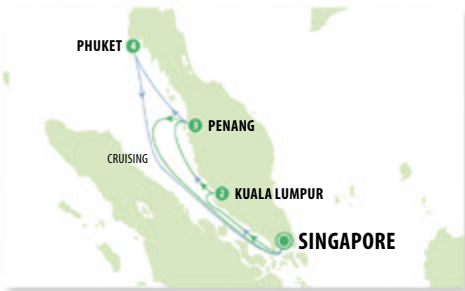 PHUKET 4
3 PENANG
CRUISING
2 KUALA LUMPUR
SINGAPORE